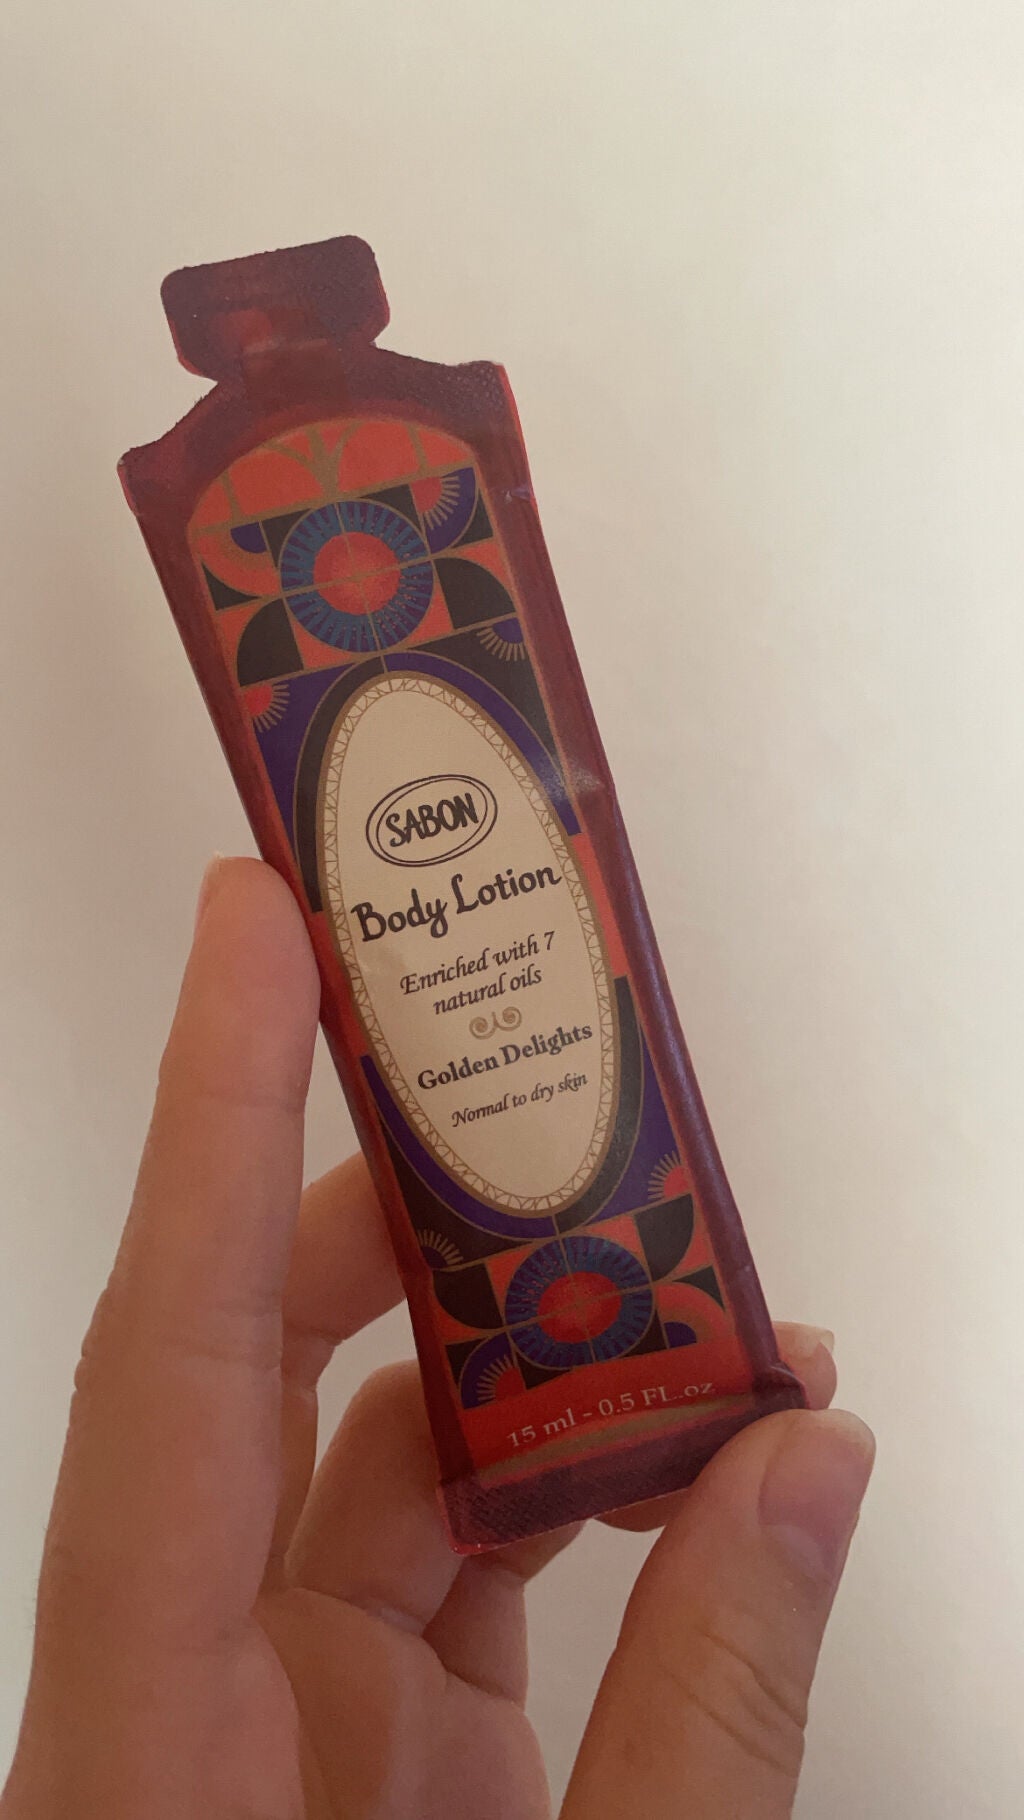 SABON
Body Lotion
Enriched with 7
natural oils
Golden Delights
Normal to dry skin
15 ml - 0.5 FL.oz